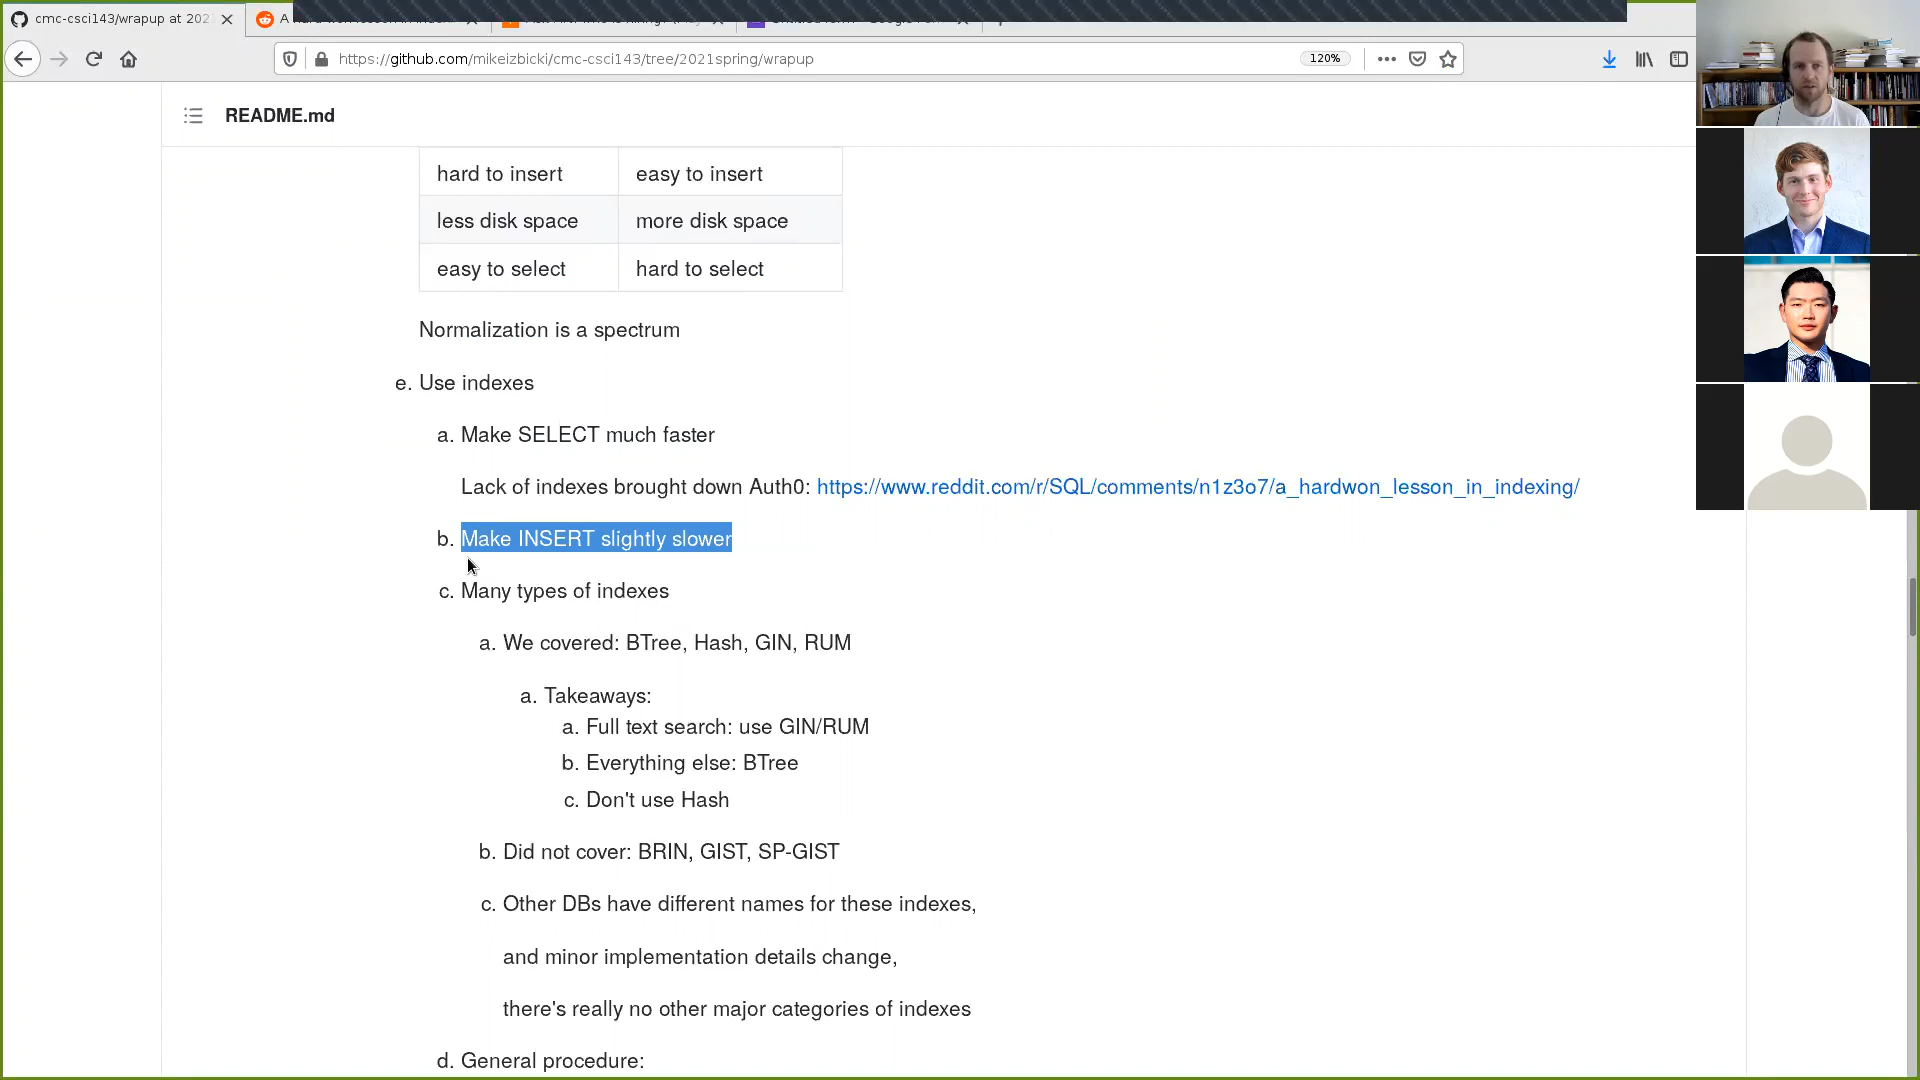 cmc-csci143/wrapup at 202
https://github.com/mikeizbicki/cmc-csci143/tree/2021spring/wrapup
120%
README.md
hard to insert
easy to insert
less disk space
more disk space
easy to select
hard to select
Normalization is a spectrum
e. Use indexes
a. Make SELECT much faster
Lack of indexes brought down Auth0: https://www.reddit.com/r/SQL/comments/n1z3o7/a_hardwon_lesson_in_indexing/
b. Make INSERT slightly slower
c. Many types of indexes
a. We covered: BTree, Hash, GIN, RUM
a. Takeaways:
a. Full text search: use GIN/RUM
b. Everything else: BTree
c. Don't use Hash
b. Did not cover: BRIN, GIST, SP-GIST
c. Other DBs have different names for these indexes,
and minor implementation details change,
there's really no other major categories of indexes
d. General procedure: